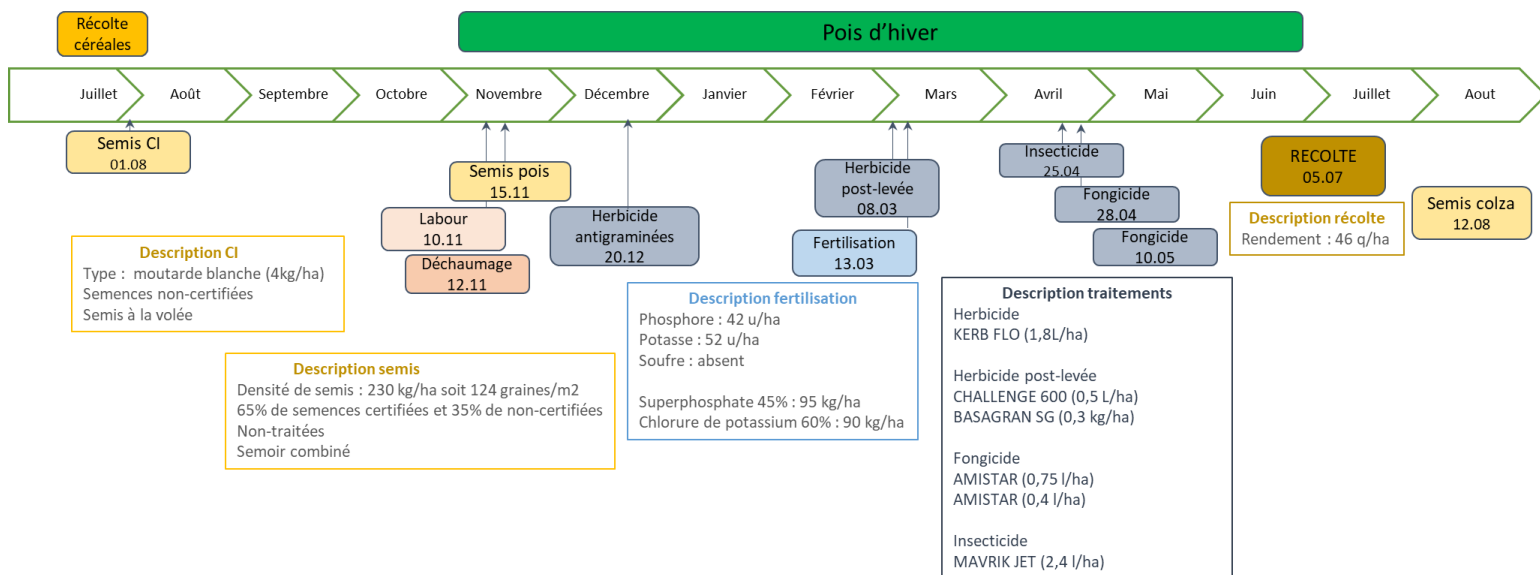 Récolte
céréales
Pois d'hiver
Juillet
Août
Septembre
Octobre
Novembre
Décembre
Janvier
Février
Mars
Avril
Mai
Juin
Juillet
Aout
Semis CI
01.08
Semis pois
15.11
Labour
10.11
Déchaumage
12.11
Herbicide
antigraminées
20.12
Herbicide
post-levée
08.03
Fertilisation
13.03
Insecticide
25.04
Fongicide
28.04
Fongicide
10.05
RECOLTE
05.07
Semis colza
12.08
Description récolte
Rendement : 46 q/ha
Description CI
Type : moutarde blanche (4kg/ha)
Semences non-certifiées
Semis à la volée
Description semis
Densité de semis : 230 kg/ha soit 124 graines/m2
65% de semences certifiées et 35% de non-certifiées
Non-traitées
Semoir combiné
Description fertilisation
Phosphore : 42 u/ha
Potasse : 52 u/ha
Soufre : absent
Superphosphate 45% : 95 kg/ha
Chlorure de potassium 60% : 90 kg/ha
Description traitements
Herbicide
KERB FLO (1,8L/ha)
Herbicide post-levée
CHALLENGE 600 (0,5 L/ha)
BASAGRAN SG (0,3 kg/ha)
Fongicide
AMISTAR (0,75 l/ha)
AMISTAR (0,4 l/ha)
Insecticide
MAVRIK JET (2,4 l/ha)